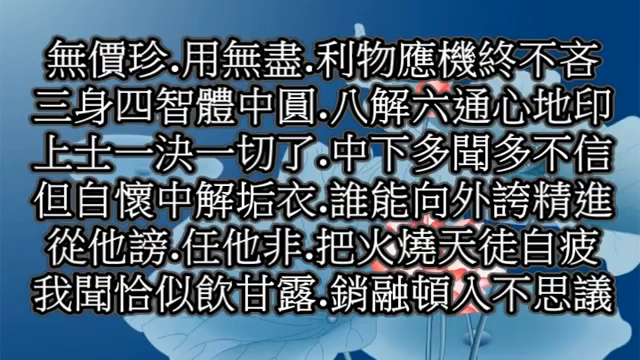 無價珍.用無盡.利物應機終不吝
三身四智體中圓.八解六通心地印
上士一決一切了.中下多聞多不信
但自懷中解垢衣.誰能向外誇精進
從他謗.任他非.把火燒天徒自疲
我聞恰似飲甘露.銷融頓入不思議